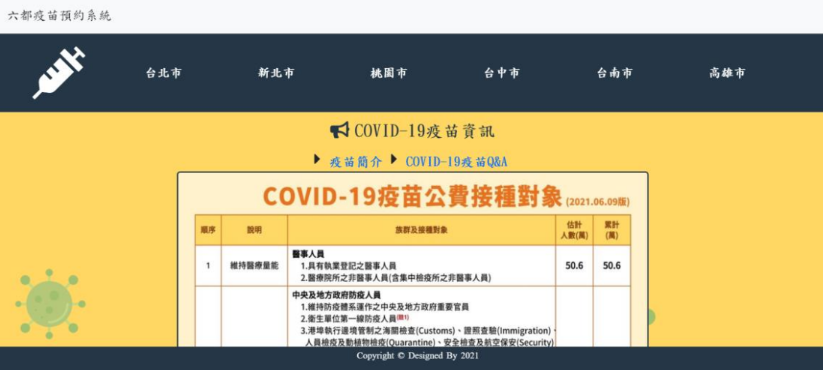 六都疫苗預約系統
台北市 新北市 桃園市 台中市 台南市 高雄市
COVID-19疫苗資訊
疫苗簡介 COVID-19疫苗Q&A
COVID-19疫苗公費接種對象 (2021.06.09版)
順序 說明 族群及接種對象 估計人數(萬) 累計(萬)
1 維持醫療量能 醫事人員 50.6 50.6
1.具有執業登記之醫事人員
2.醫療院所之非醫事人員(含集中檢疫所之非醫事人員)
中央及地方政府防疫人員
1.維持防疫體系運作之中央及地方政府重要官員
2.衛生單位第一線防疫人員(註1)
3.港埠執行邊境管制之海關檢查(Customs)、證照查驗(Immigration)、
人員檢疫及動植物檢疫(Quarantine)、安全檢查及航空保安(Security)
Copyright © Designed By 2021